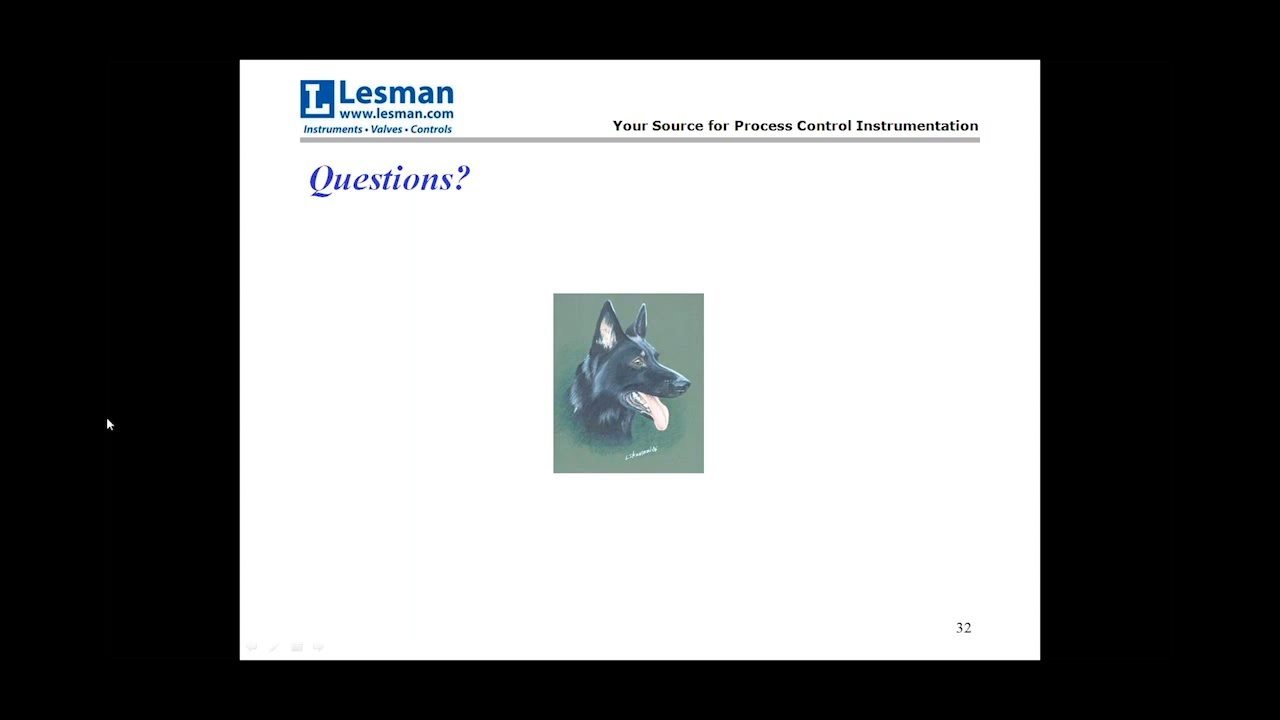 Lesman
www.lesman.com
Instruments • Valves • Controls
Your Source for Process Control Instrumentation
Questions?
32